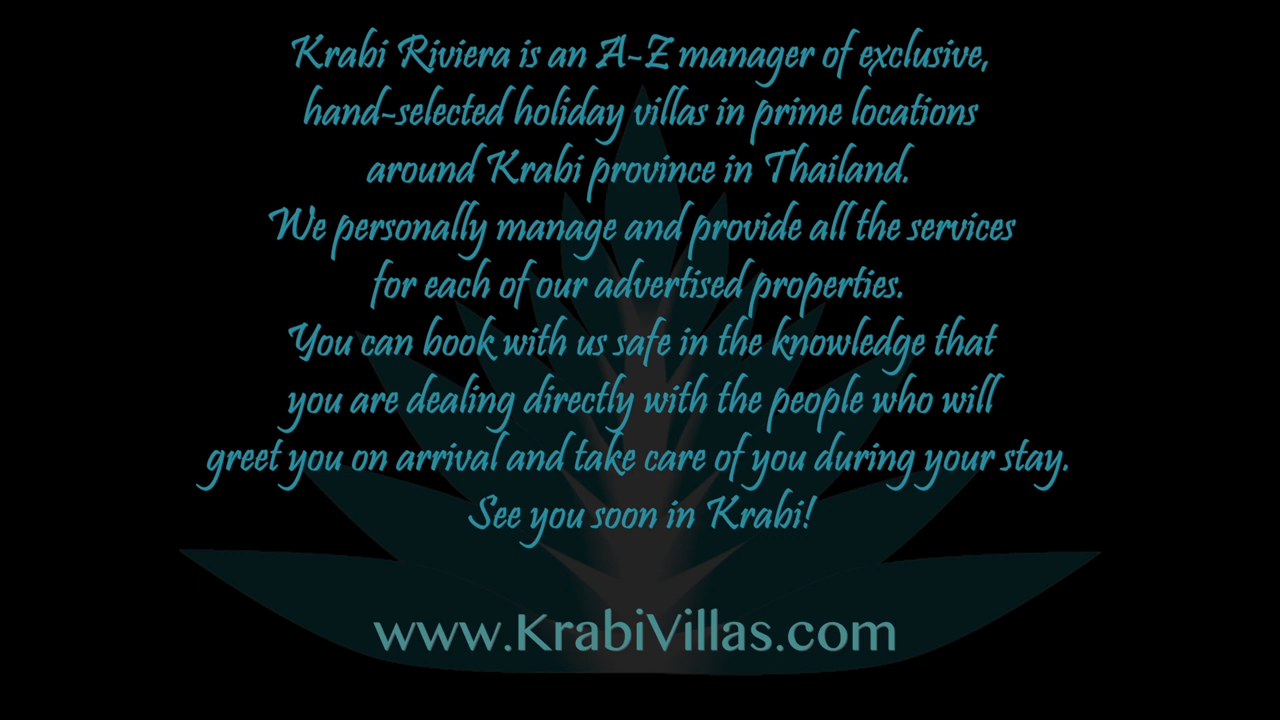 Krabi Riviera is an A-Z manager of exclusive,
hand-selected holiday villas in prime locations
around Krabi province in Thailand.
We personally manage and provide all the services
for each of our advertised properties.
You can book with us safe in the knowledge that
you are dealing directly with the people who will
greet you on arrival and take care of you during your stay.
See you soon in Krabi!
www.KrabiVillas.com